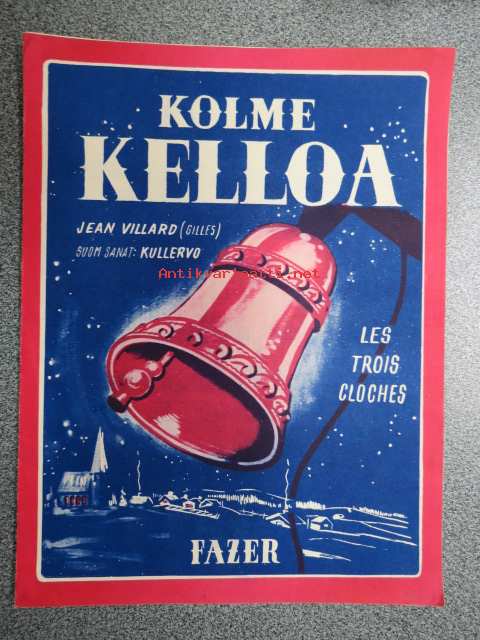 KOLME
KELLOA
JEAN VILLARD (GILLES)
SUOM SANAT: KULLERVO
Antikvariaatti.net
LES
TROIS
CLOCHES
FAZER